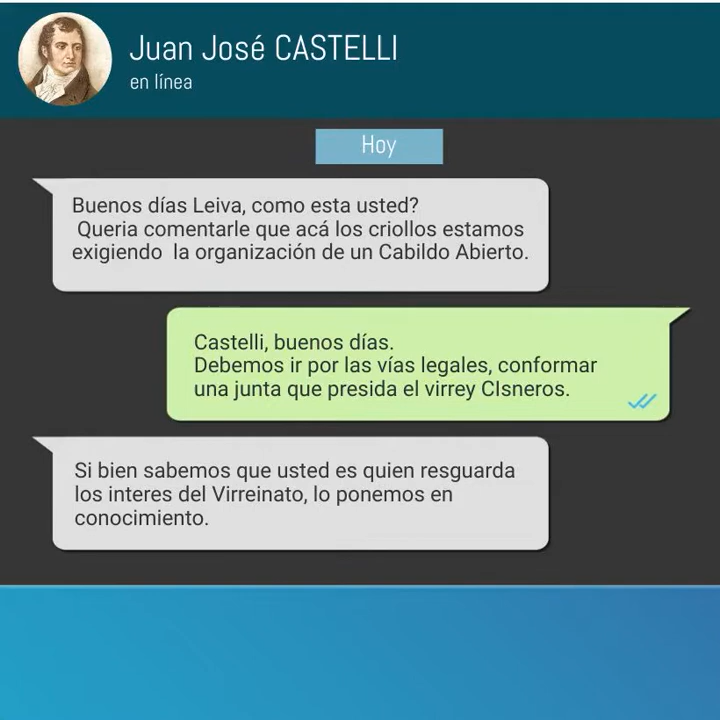 Juan José CASTELLI
en línea
Hoy
Buenos días Leiva, como esta usted?
Queria comentarle que acá los criollos estamos
exigiendo la organización de un Cabildo Abierto.
Castelli, buenos días.
Debemos ir por las vías legales, conformar
una junta que presida el virrey CIsneros.
Si bien sabemos que usted es quien resguarda
los interes del Virreinato, lo ponemos en
conocimiento.